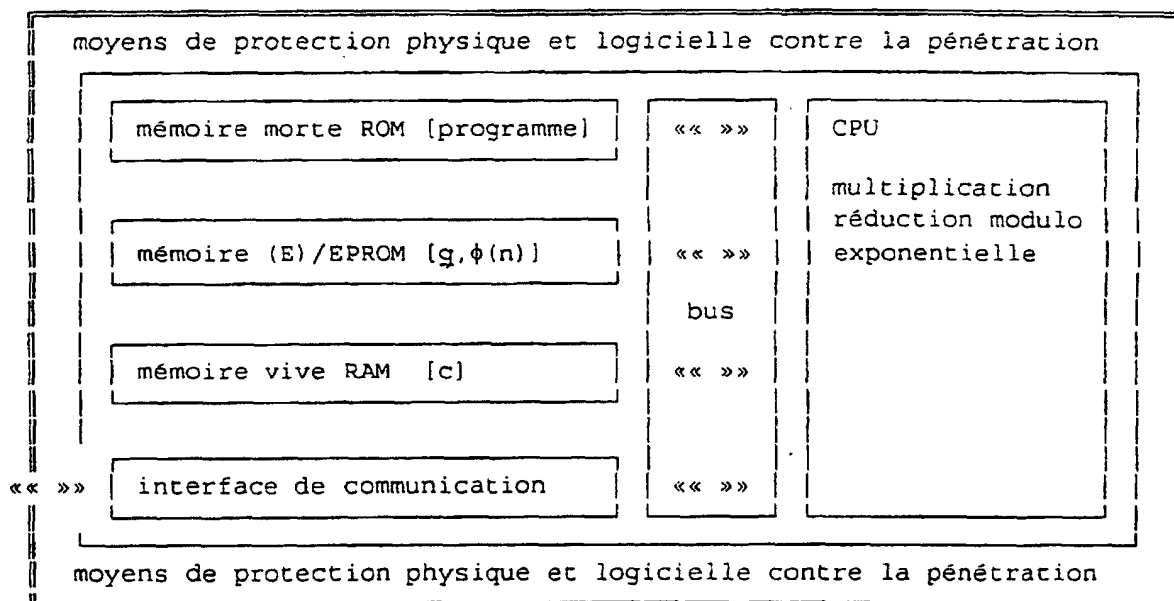 moyens de protection physique et logicielle contre la pénétration
mémoire morte ROM [programme] «« »» CPU
multiplication
réduction modulo
mémoire (E)/EPROM [g,ϕ(n)] «« »» exponentielle
bus
mémoire vive RAM [c] «« »»
«« »» interface de communication «« »»
moyens de protection physique et logicielle contre la pénétration